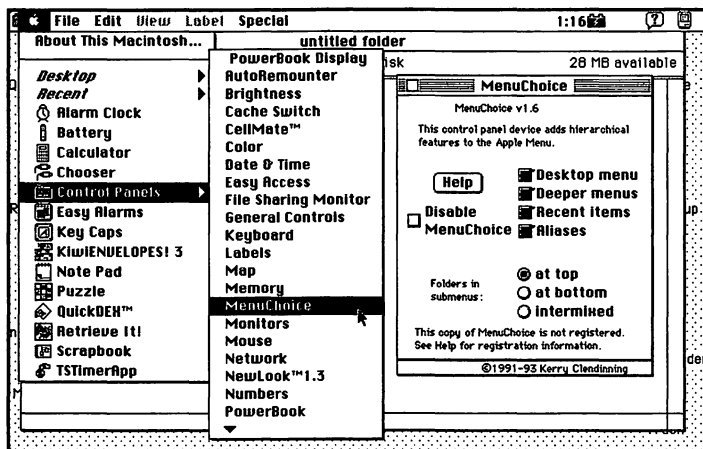 File Edit View Label Special 1:16
About This Macintosh...
Desktop
Recent
Alarm Clock
Battery
Calculator
Chooser
Control Panels
Easy Alarms
Key Caps
KiwiENVELOPES! 3
Note Pad
Puzzle
QuickDEX™
Retrieve It!
Scrapbook
TSTimerApp
untitled folder
isk 28 MB available
PowerBook Display
AutoRemounter
Brightness
Cache Switch
CellMate™
Color
Date & Time
Easy Access
File Sharing Monitor
General Controls
Keyboard
Labels
Map
Memory
MenuChoice
Monitors
Mouse
Network
NewLook™1.3
Numbers
PowerBook
MenuChoice
MenuChoice v1.6
This control panel device adds hierarchical
features to the Apple Menu.
Help
Disable
MenuChoice
Desktop menu
Deeper menus
Recent items
Aliases
Folders in
submenus:
at top
at bottom
intermixed
This copy of MenuChoice is not registered.
See Help for registration information.
©1991-93 Kerry Clendinning
up
der